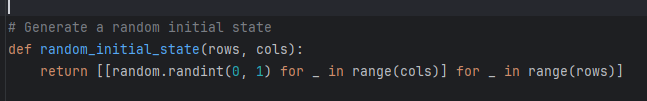 # Generate a random initial state
def random_initial_state(rows, cols):
    return [[random.randint(0, 1) for _ in range(cols)] for _ in range(rows)]